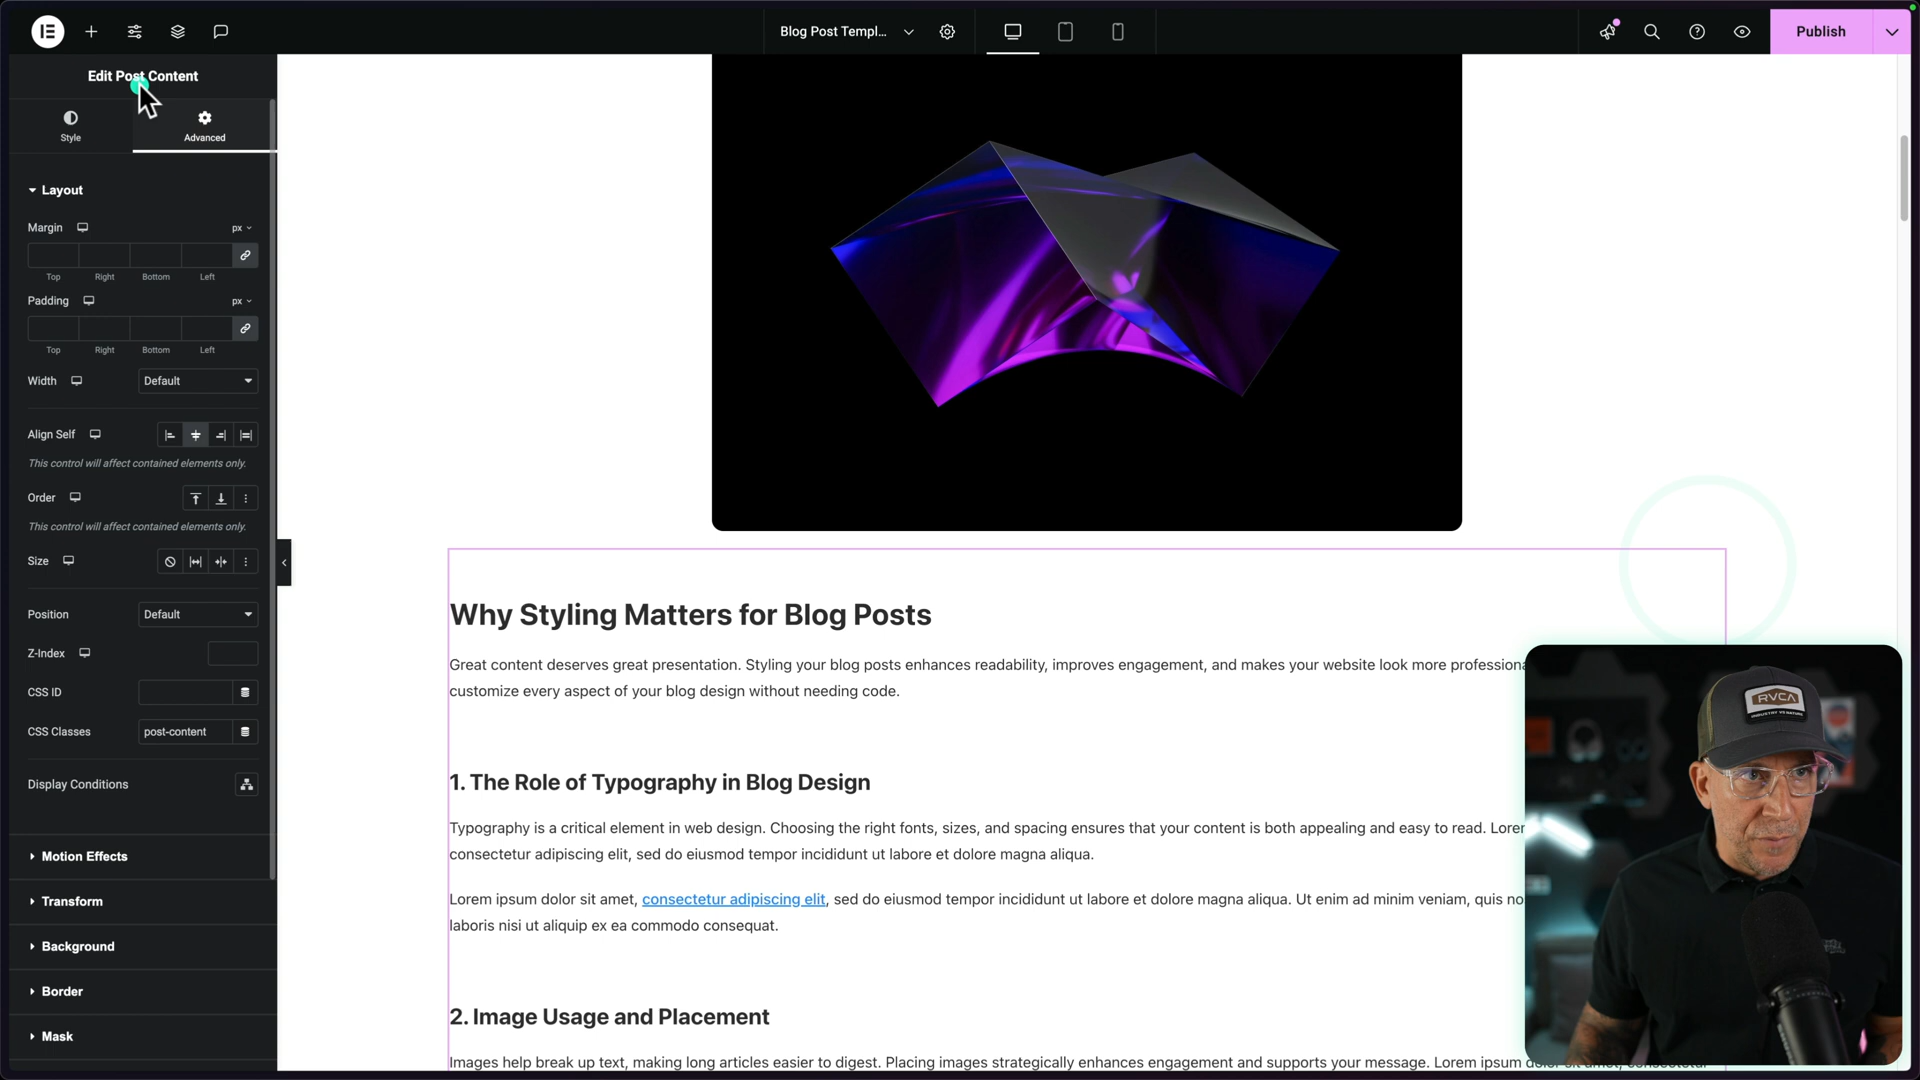 Blog Post Templ...
Publish
Edit Post Content
Style
Advanced
Layout
Margin
px
Top
Right
Bottom
Left
Padding
px
Top
Right
Bottom
Left
Width
Default
Align Self
This control will affect contained elements only.
Order
This control will affect contained elements only.
Size
Position
Default
Z-Index
CSS ID
CSS Classes
post-content
Display Conditions
Motion Effects
Transform
Background
Border
Mask
Why Styling Matters for Blog Posts
Great content deserves great presentation. Styling your blog posts enhances readability, improves engagement, and makes your website look more
customize every aspect of your blog design without needing code.
1. The Role of Typography in Blog Design
Typography is a critical element in web design. Choosing the right fonts, sizes, and spacing ensures that your content is both appealing and easy to read.
consectetur adipiscing elit, sed do eiusmod tempor incididunt ut labore et dolore magna aliqua.
Lorem ipsum dolor sit amet, consectetur adipiscing elit, sed do eiusmod tempor incididunt ut labore et dolore magna aliqua. Ut enim ad minim veniam, quis
laboris nisi ut aliquip ex ea commodo consequat.
2. Image Usage and Placement
Images help break up text, making long articles easier to digest. Placing images strategically enhances engagement and supports your message. Lorem ipsum
RVCA